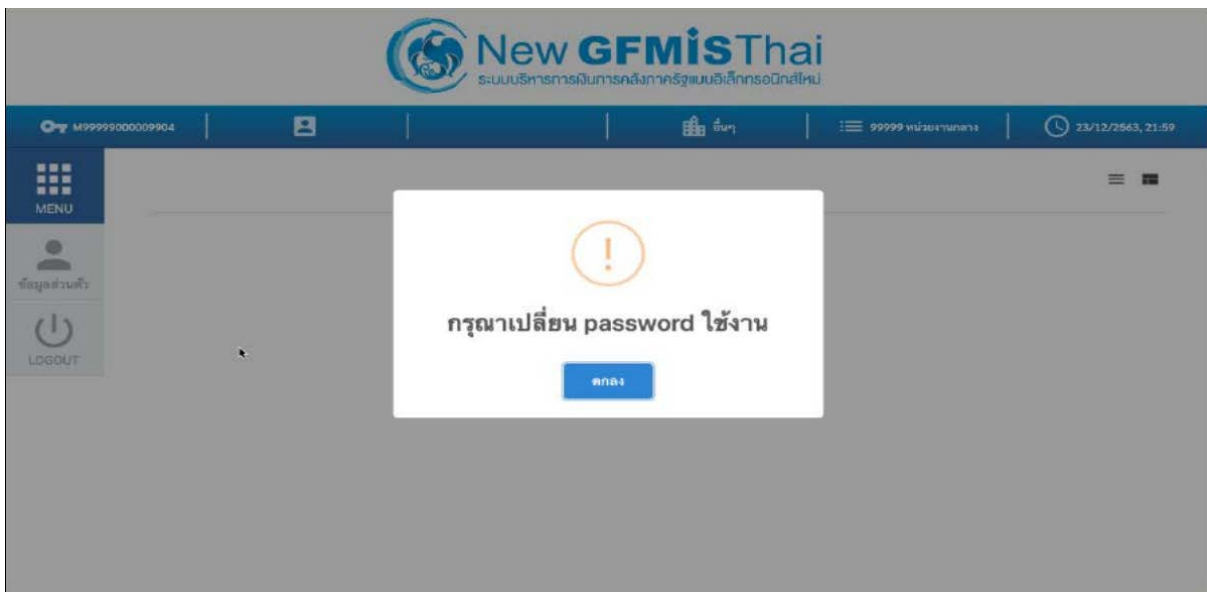 New GFMISThai
ระบบบริหารการเงินการคลังภาครัฐแบบอิเล็กทรอนิกส์ใหม่
M99999000009904
อื่นๆ
99999 หน่วยงานกลาง
23/12/2563, 21:59
MENU
ข้อมูลส่วนตัว
LOGOUT
!
กรุณาเปลี่ยน password ใช้งาน
ตกลง